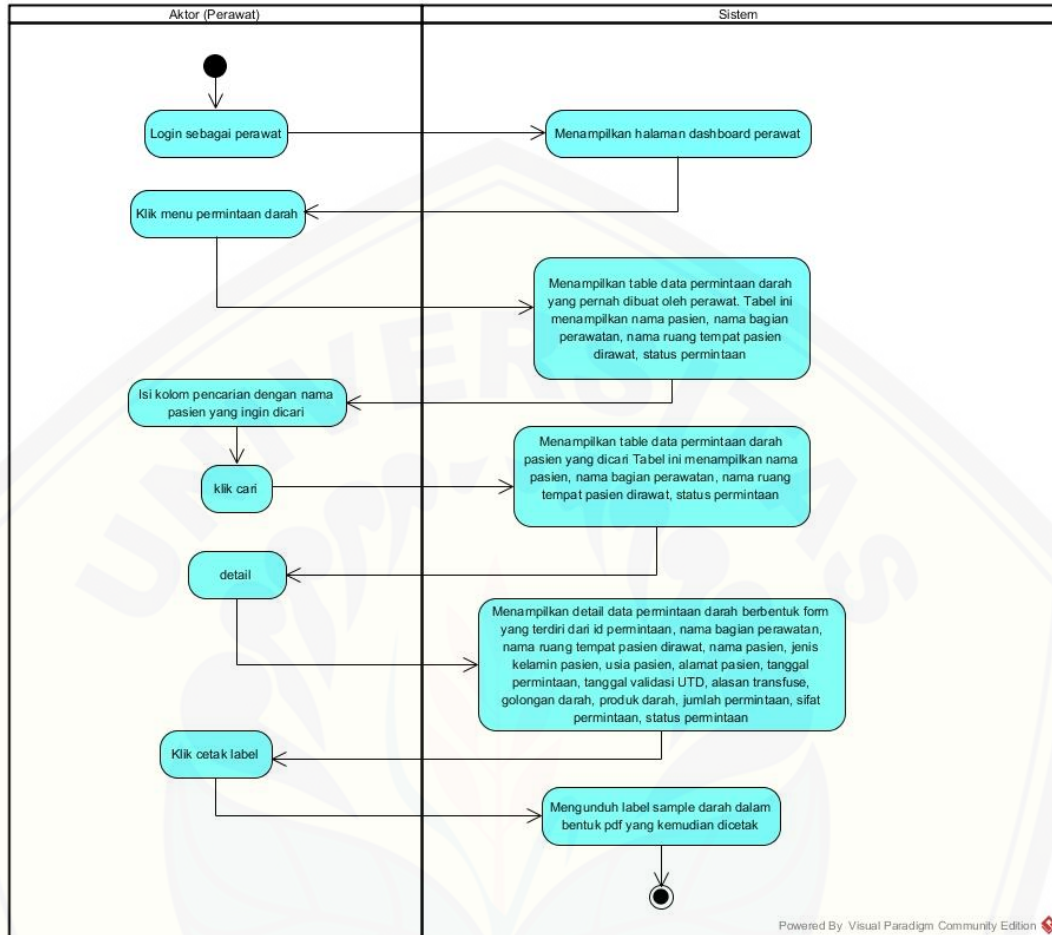 Aktor (Perawat)
Sistem
Login sebagai perawat
Menampilkan halaman dashboard perawat
Klik menu permintaan darah
Menampilkan table data permintaan darah
yang pernah dibuat oleh perawat. Tabel ini
menampilkan nama pasien, nama bagian
perawatan, nama ruang tempat pasien
dirawat, status permintaan
Isi kolom pencarian dengan nama
pasien yang ingin dicari
klik cari
Menampilkan table data permintaan darah
pasien yang dicari Tabel ini menampilkan nama
pasien, nama bagian perawatan, nama ruang
tempat pasien dirawat, status permintaan
detail
Menampilkan detail data permintaan darah berbentuk form
yang terdiri dari id permintaan, nama bagian perawatan,
nama ruang tempat pasien dirawat, nama pasien, jenis
kelamin pasien, usia pasien, alamat pasien, tanggal
permintaan, tanggal validasi UTD, alasan transfuse,
golongan darah, produk darah, jumlah permintaan, sifat
permintaan, status permintaan
Klik cetak label
Mengunduh label sample darah dalam
bentuk pdf yang kemudian dicetak
UNIVERSITAS
Powered By Visual Paradigm Community Edition